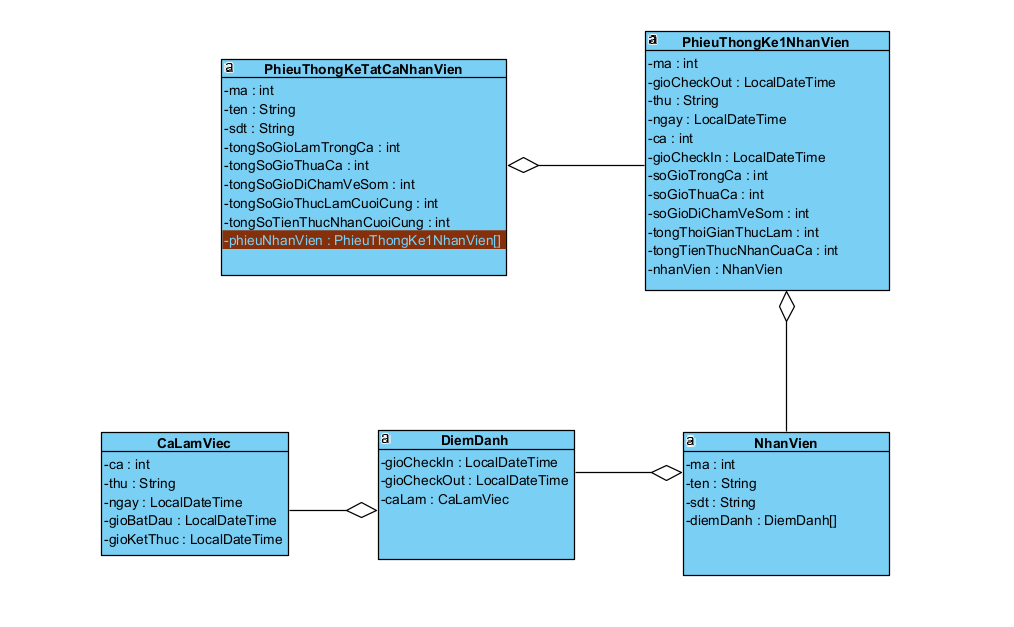 a PhieuThongKeTatCaNhanVien
-ma : int
-ten : String
-sdt : String
-tongSoGioLamTrongCa : int
-tongSoGioThuaCa : int
-tongSoGioDiChamVeSom : int
-tongSoGioThucLamCuoiCung : int
-tongSoTienThucNhanCuoiCung : int
-phieuNhanVien : PhieuThongKe1NhanVien[]
a PhieuThongKe1NhanVien
-ma : int
-gioCheckOut : LocalDateTime
-thu : String
-ngay : LocalDateTime
-ca : int
-gioCheckIn : LocalDateTime
-soGioTrongCa : int
-soGioThuaCa : int
-soGioDiChamVeSom : int
-tongThoiGianThucLam : int
-tongTienThucNhanCuaCa : int
-nhanVien : NhanVien
CaLamViec
-ca : int
-thu : String
-ngay : LocalDateTime
-gioBatDau : LocalDateTime
-gioKetThuc : LocalDateTime
a DiemDanh
-gioCheckIn : LocalDateTime
-gioCheckOut : LocalDateTime
-caLam : CaLamViec
a NhanVien
-ma : int
-ten : String
-sdt : String
-diemDanh : DiemDanh[]